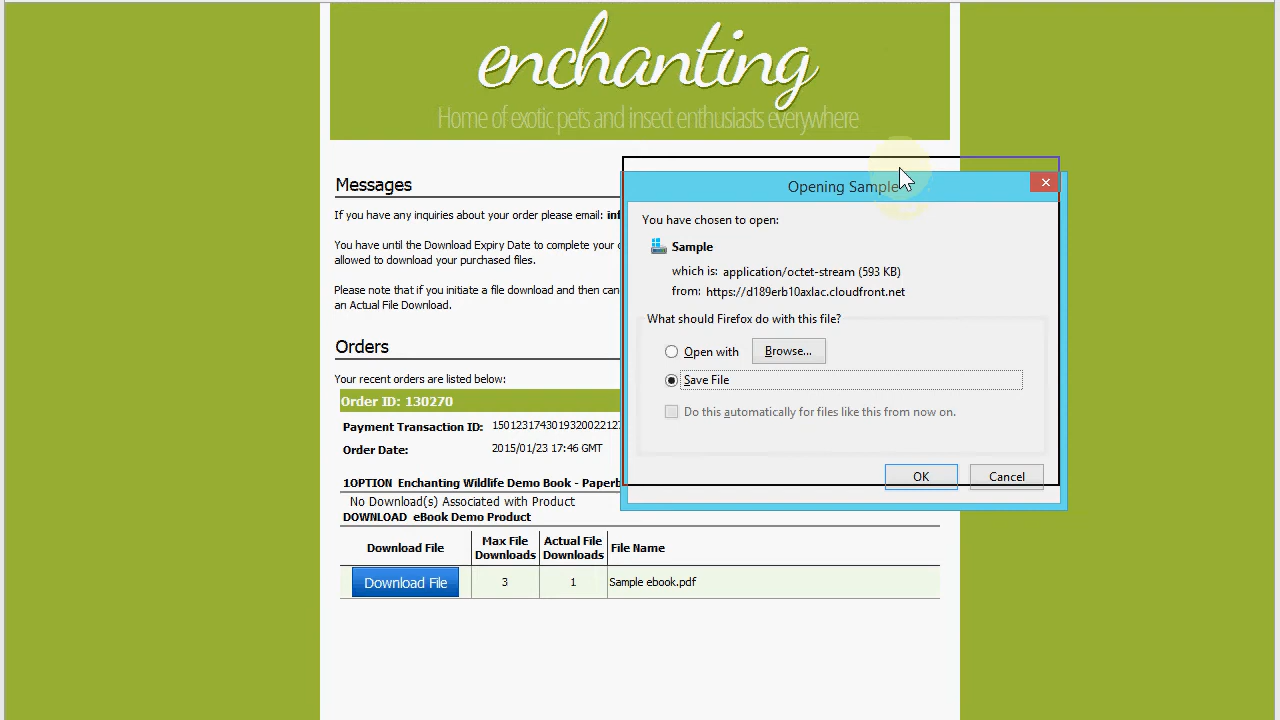 enchanting
Home of exotic pets and insect enthusiasts everywhere
Messages
If you have any inquiries about your order please email:
You have until the Download Expiry Date to complete your
allowed to download your purchased files.
Please note that if you initiate a file download and then
an Actual File Download.
Orders
Your recent orders are listed below:
Order ID: 130270
Payment Transaction ID:
Order Date: 2015/01/23 17:46 GMT
1OPTION Enchanting Wildlife Demo Book -
No Download(s) Associated with Product
DOWNLOAD eBook Demo Product
Download File Max File Downloads Actual File Downloads File Name
Download File 3 1 Sample ebook.pdf
Opening Sample
You have chosen to open:
Sample
which is: application/octet-stream (593 KB)
from: https://d189erb10axlac.cloudfront.net
What should Firefox do with this file?
Open with Browse...
Save File
Do this automatically for files like this from now on.
OK Cancel